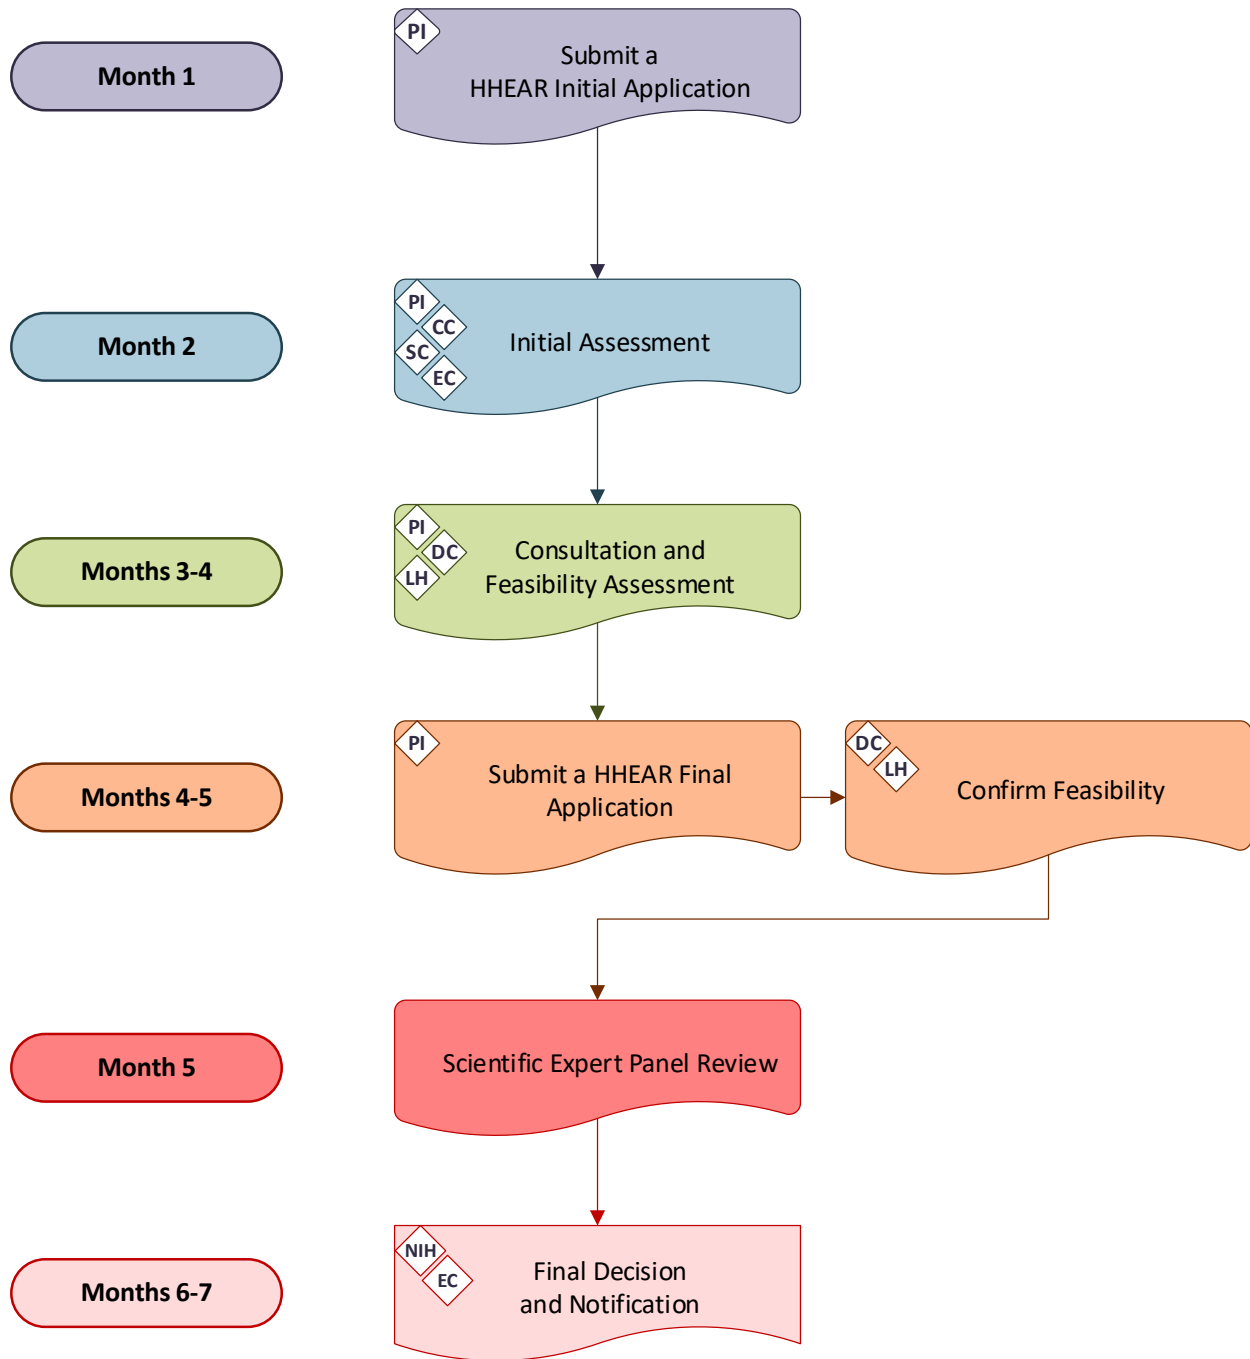 Month 1
PI
Submit a
HHEAR Initial Application
Month 2
PI
CC
SC
EC
Initial Assessment
Months 3-4
PI
DC
LH
Consultation and
Feasibility Assessment
Months 4-5
PI
Submit a HHEAR Final
Application
DC
LH
Confirm Feasibility
Month 5
Scientific Expert Panel Review
Months 6-7
NIH
EC
Final Decision
and Notification